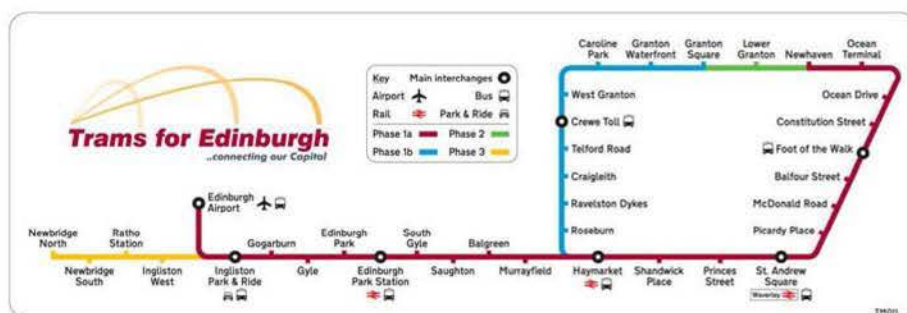 Trams for Edinburgh
..connecting our Capital
Key Main interchanges
Airport Bus
Rail Park & Ride
Phase 1a Phase 2
Phase 1b Phase 3
Caroline
Park
Granton
Waterfront
Granton
Square
Lower
Granton
Newhaven
Ocean
Terminal
West Granton
Crewe Toll
Telford Road
Craigleith
Ravelston Dykes
Roseburn
Ocean Drive
Constitution Street
Foot of the Walk
Balfour Street
McDonald Road
Picardy Place
Edinburgh
Airport
Newbridge
North
Ratho
Station
Gogarburn
Edinburgh
Park
South
Gyle
Balgreen
Newbridge
South
Ingliston
West
Ingliston
Park & Ride
Gyle
Edinburgh
Park Station
Saughton
Murrayfield
Haymarket
Shandwick
Place
Princes
Street
St. Andrew
Square
Waverley